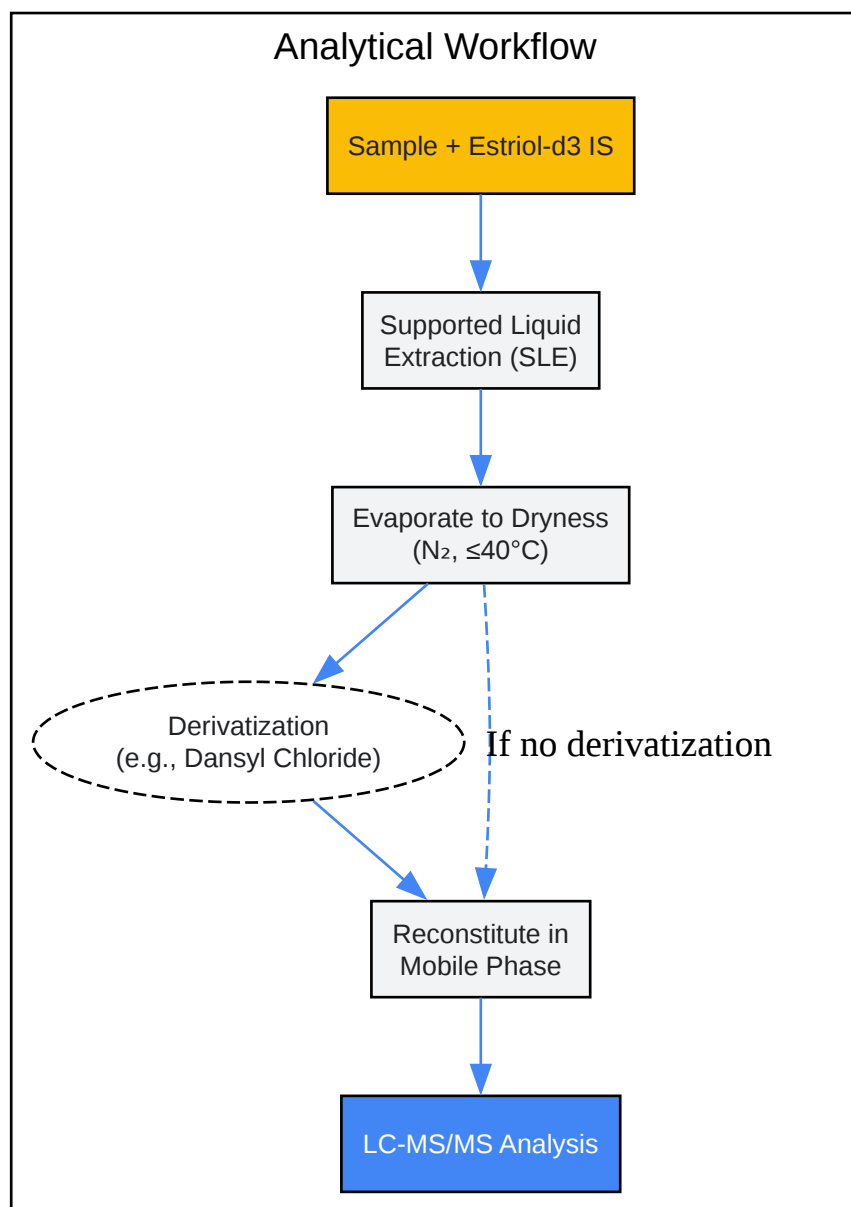 Analytical Workflow
Sample + Estriol-d3 IS
Supported Liquid
Extraction (SLE)
Evaporate to Dryness
(N₂, ≤40°C)
Derivatization
(e.g., Dansyl Chloride)
If no derivatization
Reconstitute in
Mobile Phase
LC-MS/MS Analysis